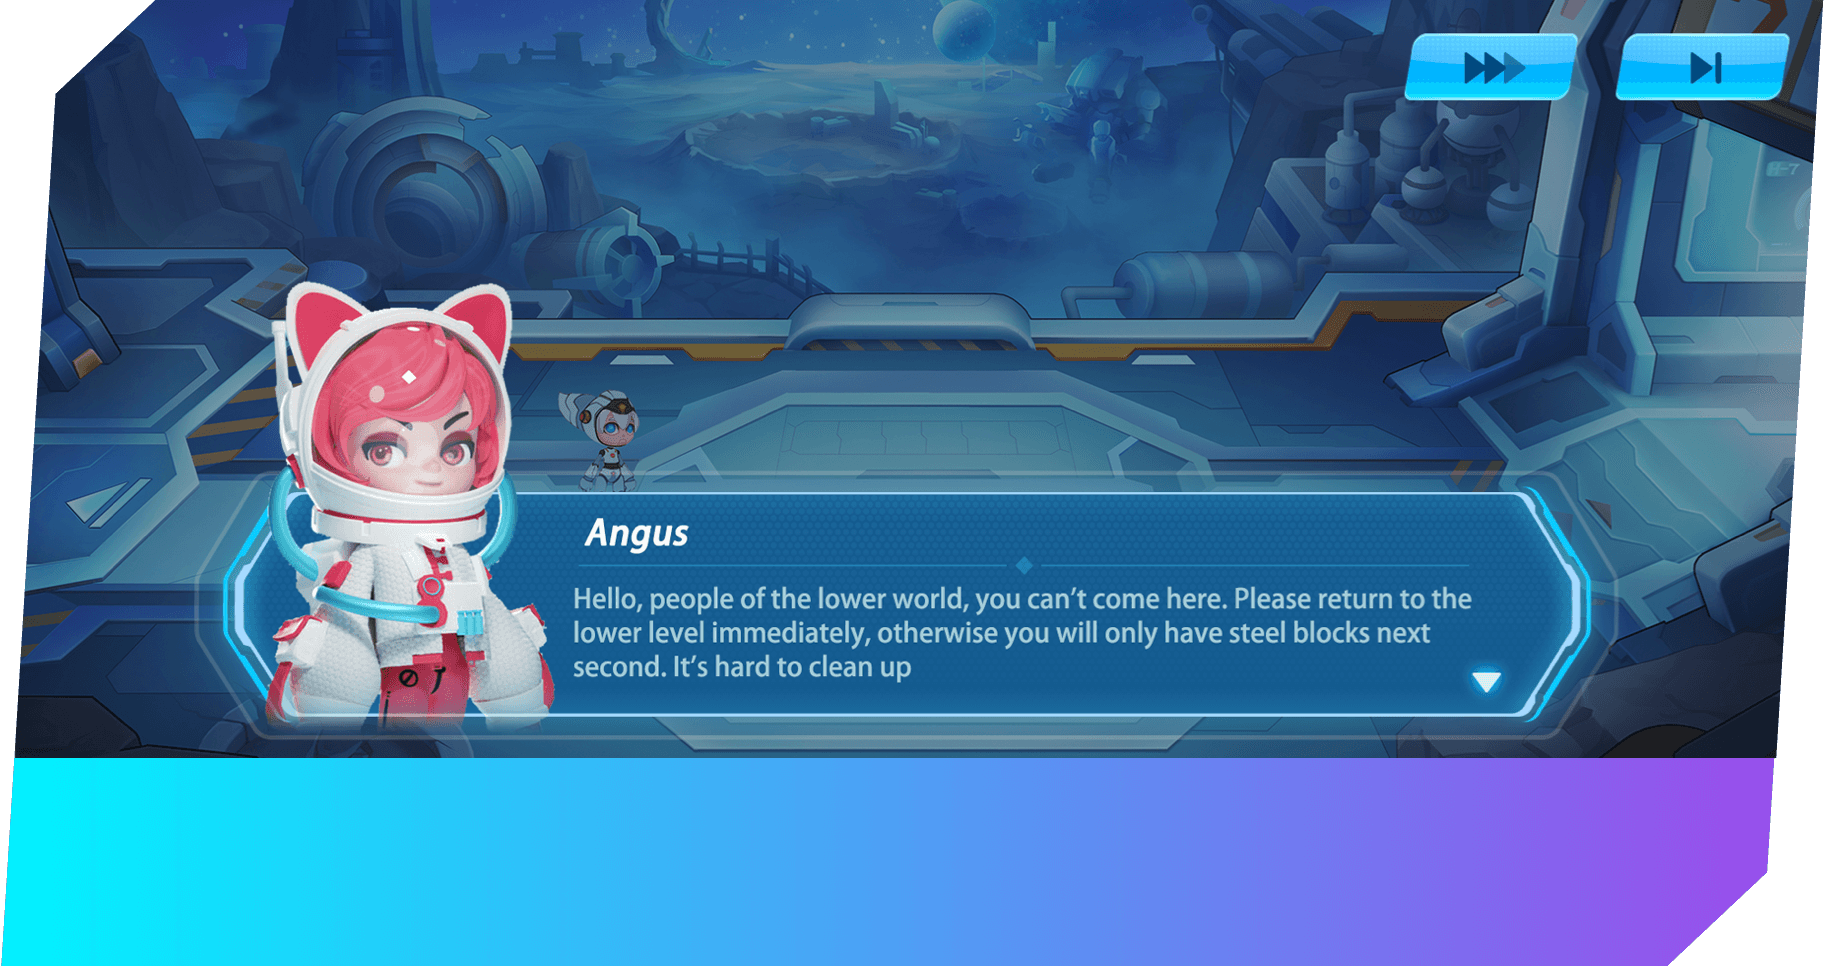 Angus
Hello, people of the lower world, you can't come here. Please return to the
lower level immediately, otherwise you will only have steel blocks next
second. It's hard to clean up